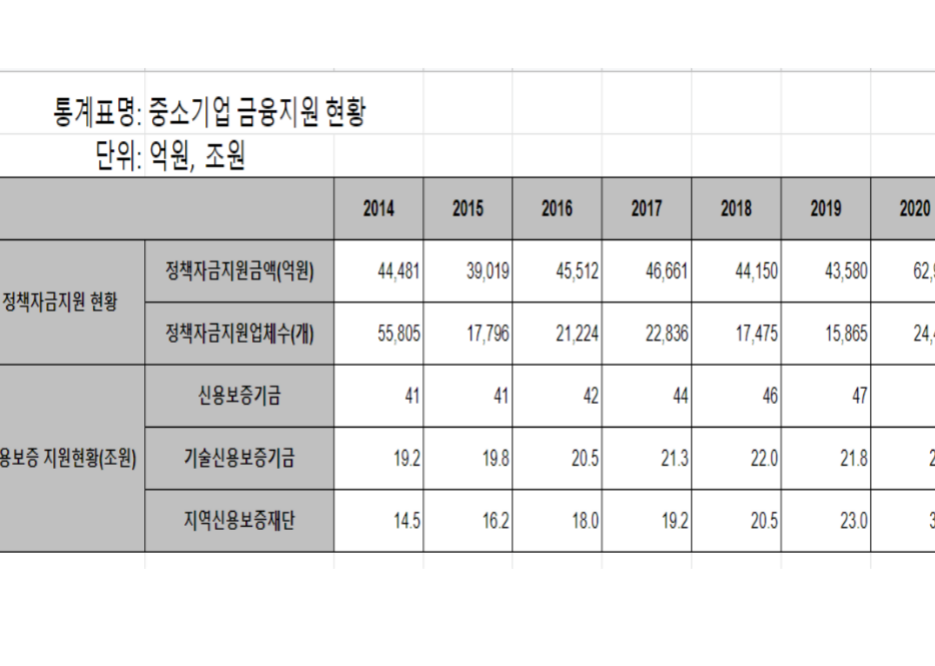 통계표명: 중소기업 금융지원 현황
단위: 억원, 조원
2014 2015 2016 2017 2018 2019 2020
정책자금지원 현황
정책자금지원금액(억원) 44,481 39,019 45,512 46,661 44,150 43,580
정책자금지원업체수(개) 55,805 17,796 21,224 22,836 17,475 15,865
지원현황(조원)
신용보증기금 41 41 42 44 46 47
기술신용보증기금 19.2 19.8 20.5 21.3 22.0 21.8
지역신용보증재단 14.5 16.2 18.0 19.2 20.5 23.0